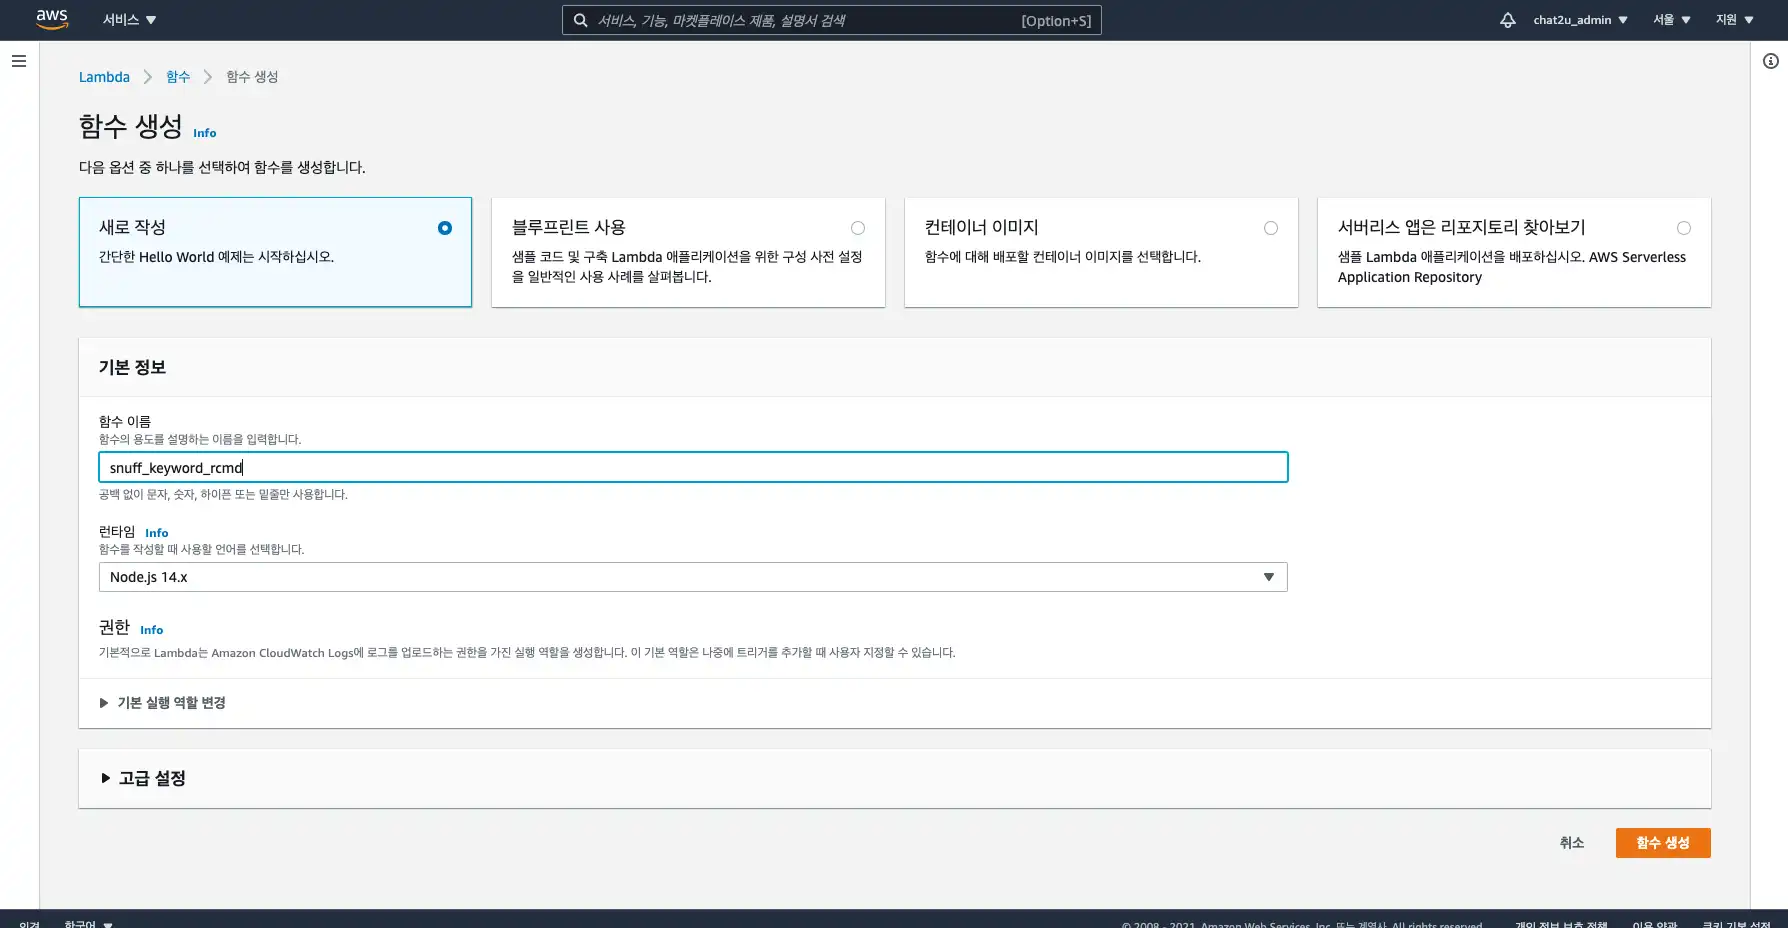 aws 서비스 ▼ 서비스, 기능, 마켓플레이스 제품, 설명서 검색 [Option+S] chat2u_admin ▼ 서울 ▼ 지원 ▼
Lambda > 함수 > 함수 생성
함수 생성 Info
다음 옵션 중 하나를 선택하여 함수를 생성합니다.
새로 작성
간단한 Hello World 예제는 시작하십시오.
블루프린트 사용
샘플 코드 및 구축 Lambda 애플리케이션을 위한 구성 사전 설정
을 일반적인 사용 사례를 살펴봅니다.
컨테이너 이미지
함수에 대해 배포할 컨테이너 이미지를 선택합니다.
서버리스 앱은 리포지토리 찾아보기
샘플 Lambda 애플리케이션을 배포하십시오. AWS Serverless
Application Repository
기본 정보
함수 이름
함수의 용도를 설명하는 이름을 입력합니다.
snuff_keyword_rcmd
공백 없이 문자, 숫자, 하이픈 또는 밑줄만 사용합니다.
런타임 Info
함수를 작성할 때 사용할 언어를 선택합니다.
Node.js 14.x
권한 Info
기본적으로 Lambda는 Amazon CloudWatch Logs에 로그를 업로드하는 권한을 가진 실행 역할을 생성합니다. 이 기본 역할은 나중에 트리거를 추가할 때 사용자 지정할 수 있습니다.
▶ 기본 실행 역할 변경
▶ 고급 설정
취소 함수 생성
의견 한국어 ▼ © 2008 - 2021, Amazon Web Services, Inc. 또는 계열사. All rights reserved. 개인 정보 보호 정책 이용 약관 쿠키 기본 설정